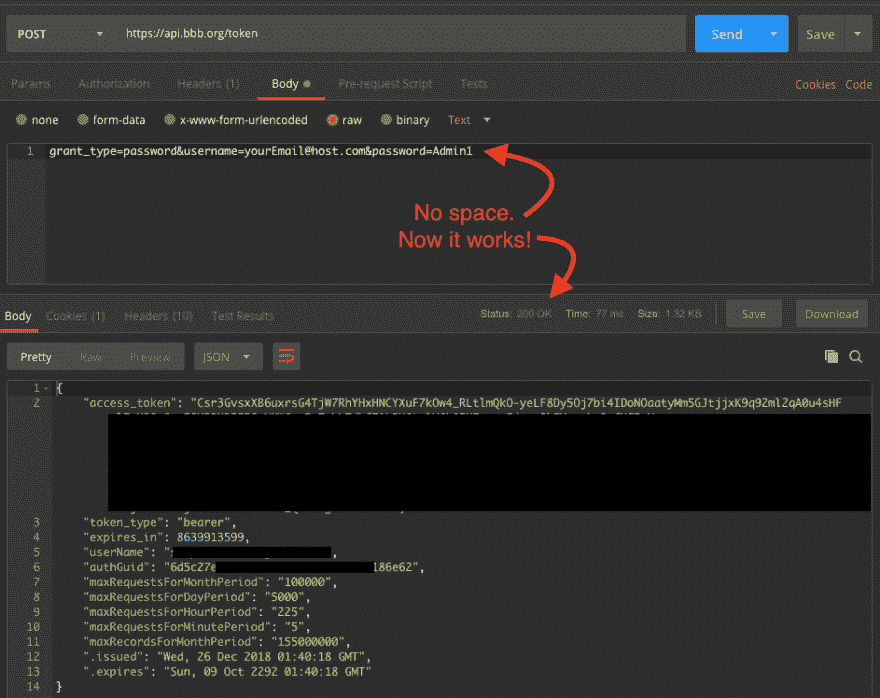 POST https://api.bbb.org/token Send Save
Params Authorization Headers (1) Body Pre-request Script Tests Cookies Code
none form-data x-www-form-urlencoded raw binary Text
1 grant_type=password&username=yourEmail@host.com&password=Admin1
No space.
Now it works!
Body Cookies (1) Headers (10) Test Results Status: 200 OK Time: 77 ms Size: 1.32 KB Save Download
Pretty Raw Preview JSON
1 {
2 "access_token": "Csr3GvsxXB6uxrsG4TjW7RhYHxHNCYXuF7kOw4_RLtlmQkO-yeLF8Dy5Oj7bi4IDoNOaatyMm5GJtjjxK9q92ml2qA0u4sHF
3 "token_type": "bearer",
4 "expires_in": 8639913599,
5 "userName": " ,
6 "authGuid": "6d5c27e 186e62",
7 "maxRequestsForMonthPeriod": "100000",
8 "maxRequestsForDayPeriod": "5000",
9 "maxRequestsForHourPeriod": "225",
10 "maxRequestsForMinutePeriod": "5",
11 "maxRecordsForMonthPeriod": "155000000",
12 ".issued": "Wed, 26 Dec 2018 01:40:18 GMT",
13 ".expires": "Sun, 09 Oct 2292 01:40:18 GMT"
14 }